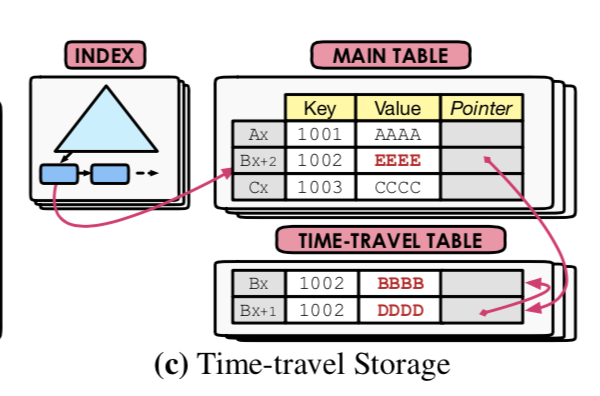 INDEX
MAIN TABLE
Key Value Pointer
Ax 1001 AAAA
Bx+2 1002 EEEE
Cx 1003 CCCC
TIME-TRAVEL TABLE
Bx 1002 BBBB
Bx+1 1002 DDDD
(c) Time-travel Storage